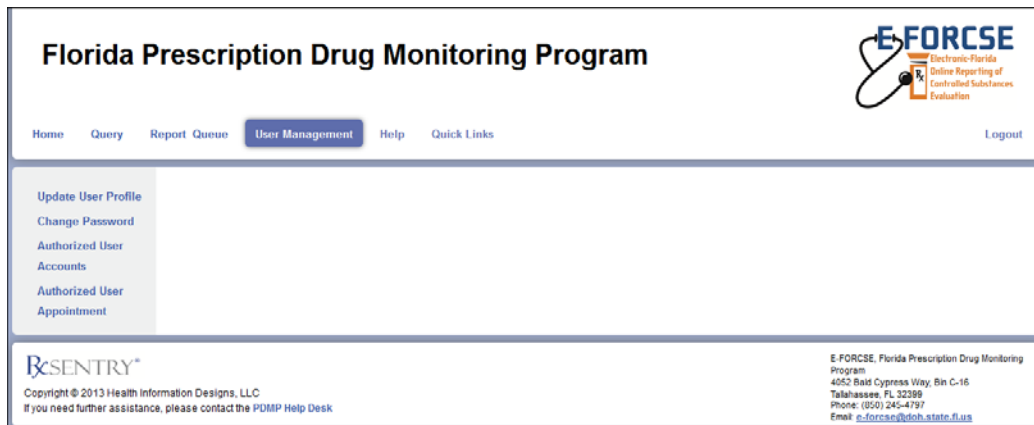 Florida Prescription Drug Monitoring Program
E-FORCSE
Electronic-Florida
Online Reporting of
Controlled Substances
Evaluation
Rx
Home Query Report Queue User Management Help Quick Links Logout
Update User Profile
Change Password
Authorized User
Accounts
Authorized User
Appointment
RxSENTRY®
Copyright © 2013 Health Information Designs, LLC
If you need further assistance, please contact the PDMP Help Desk
E-FORCSE, Florida Prescription Drug Monitoring
Program
4052 Bald Cypress Way, Bin C-16
Tallahassee, FL 32399
Phone: (850) 245-4797
Email: e-forcse@doh.state.fl.us